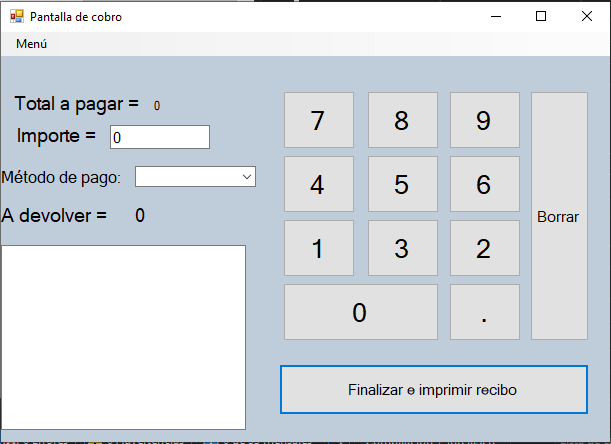 Pantalla de cobro
Menú
Total a pagar = 0
Importe = 0
Método de pago:
A devolver = 0
7 8 9
4 5 6
1 3 2
0 .
Borrar
Finalizar e imprimir recibo